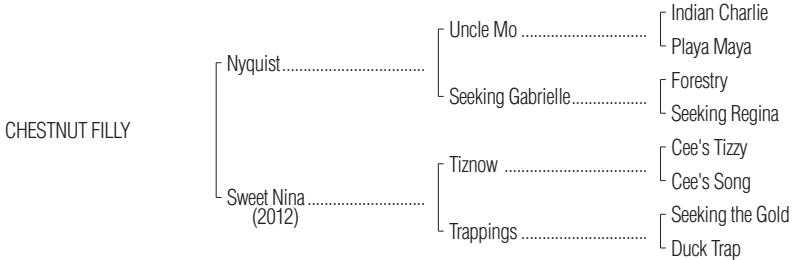 Indian Charlie
Uncle Mo ..............................
Playa Maya
Nyquist..................................
Forestry
Seeking Gabrielle..................
Seeking Regina
CHESTNUT FILLY
Cee's Tizzy
Tiznow ..................................
Cee's Song
Sweet Nina............................
(2012)
Seeking the Gold
Trappings ..............................
Duck Trap